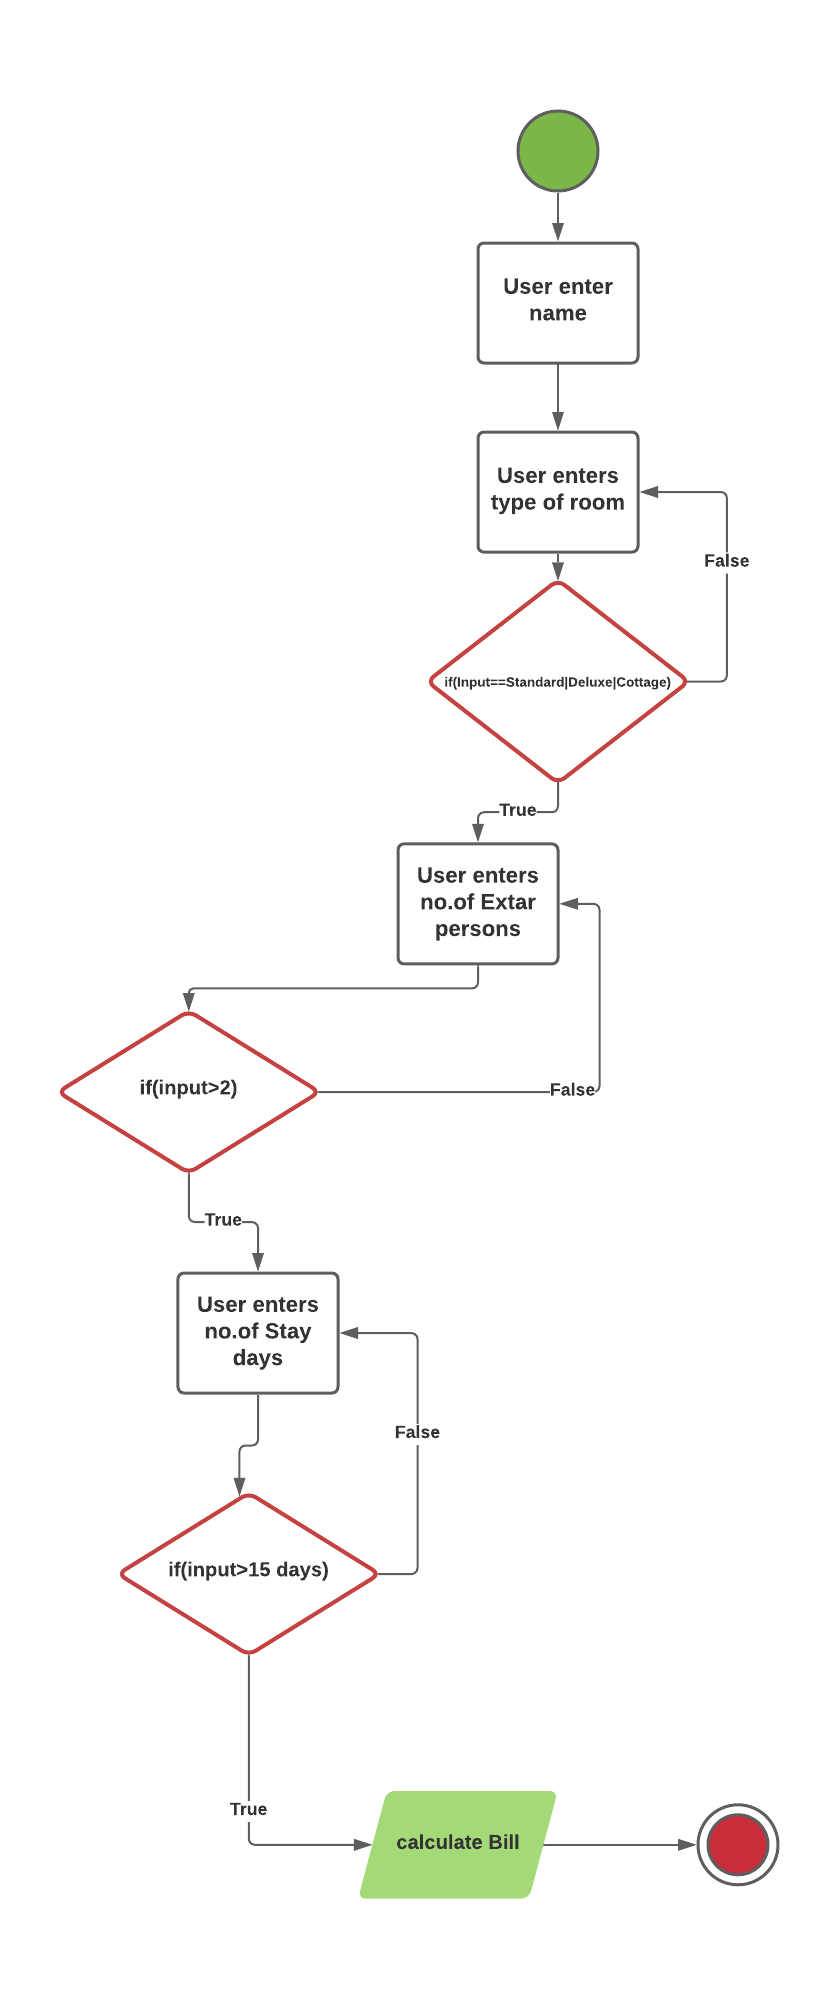 User enter
name
User enters
type of room
False
if(Input==Standard|Deluxe|Cottage)
True
User enters
no.of Extar
persons
if(input>2)
False
True
User enters
no.of Stay
days
False
if(input>15 days)
True
calculate Bill